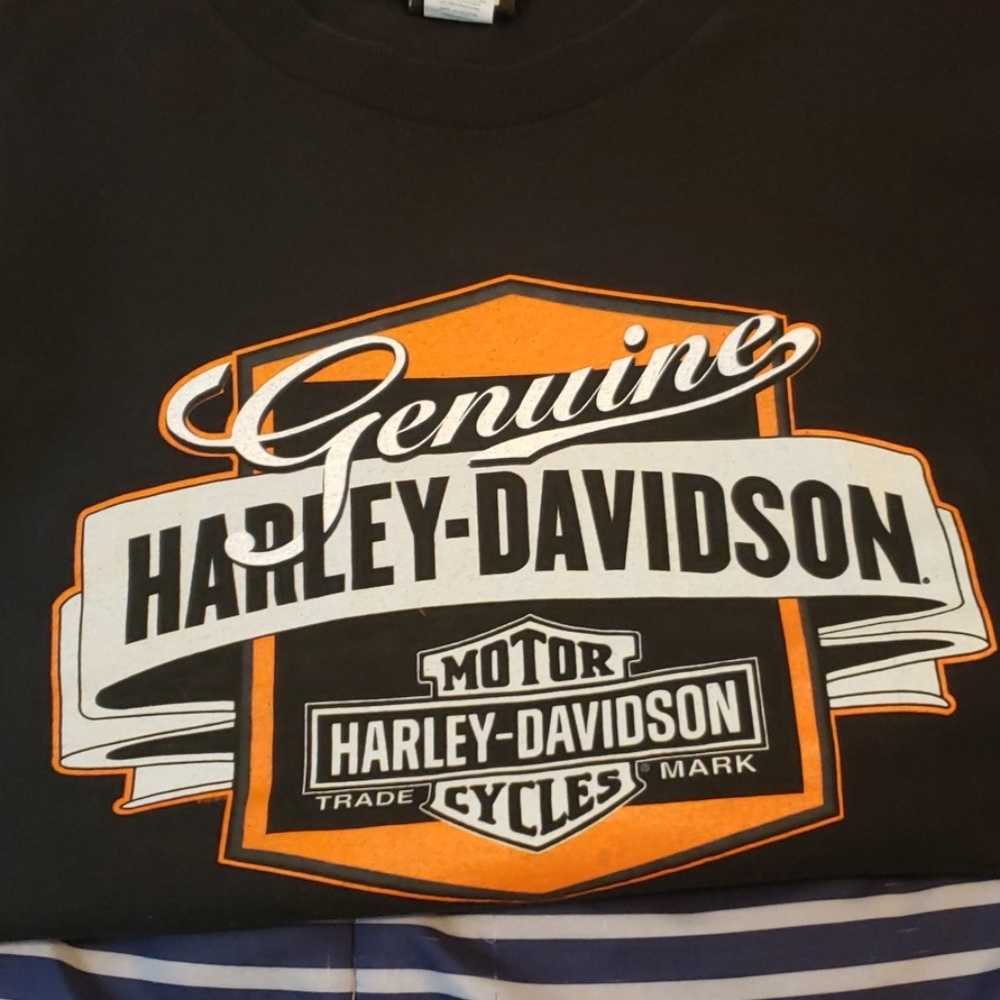 Genuine
HARLEY-DAVIDSON.
MOTOR
HARLEY-DAVIDSON
TRADE CYCLES ® MARK